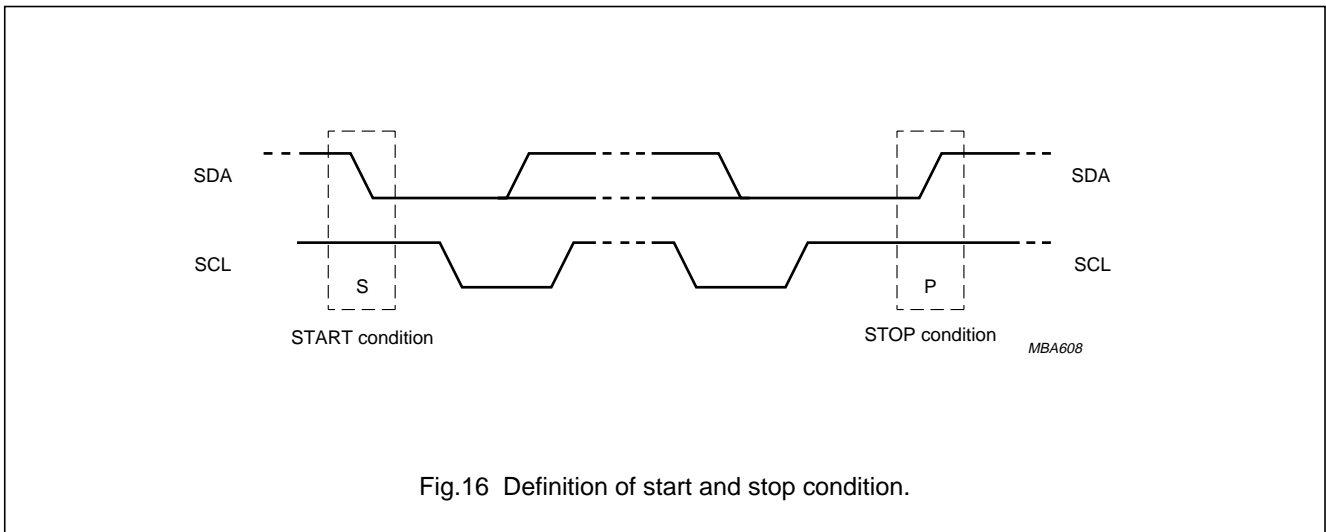 SDA
SDA
SCL
SCL
S
P
START condition
STOP condition
MBA608
Fig.16 Definition of start and stop condition.